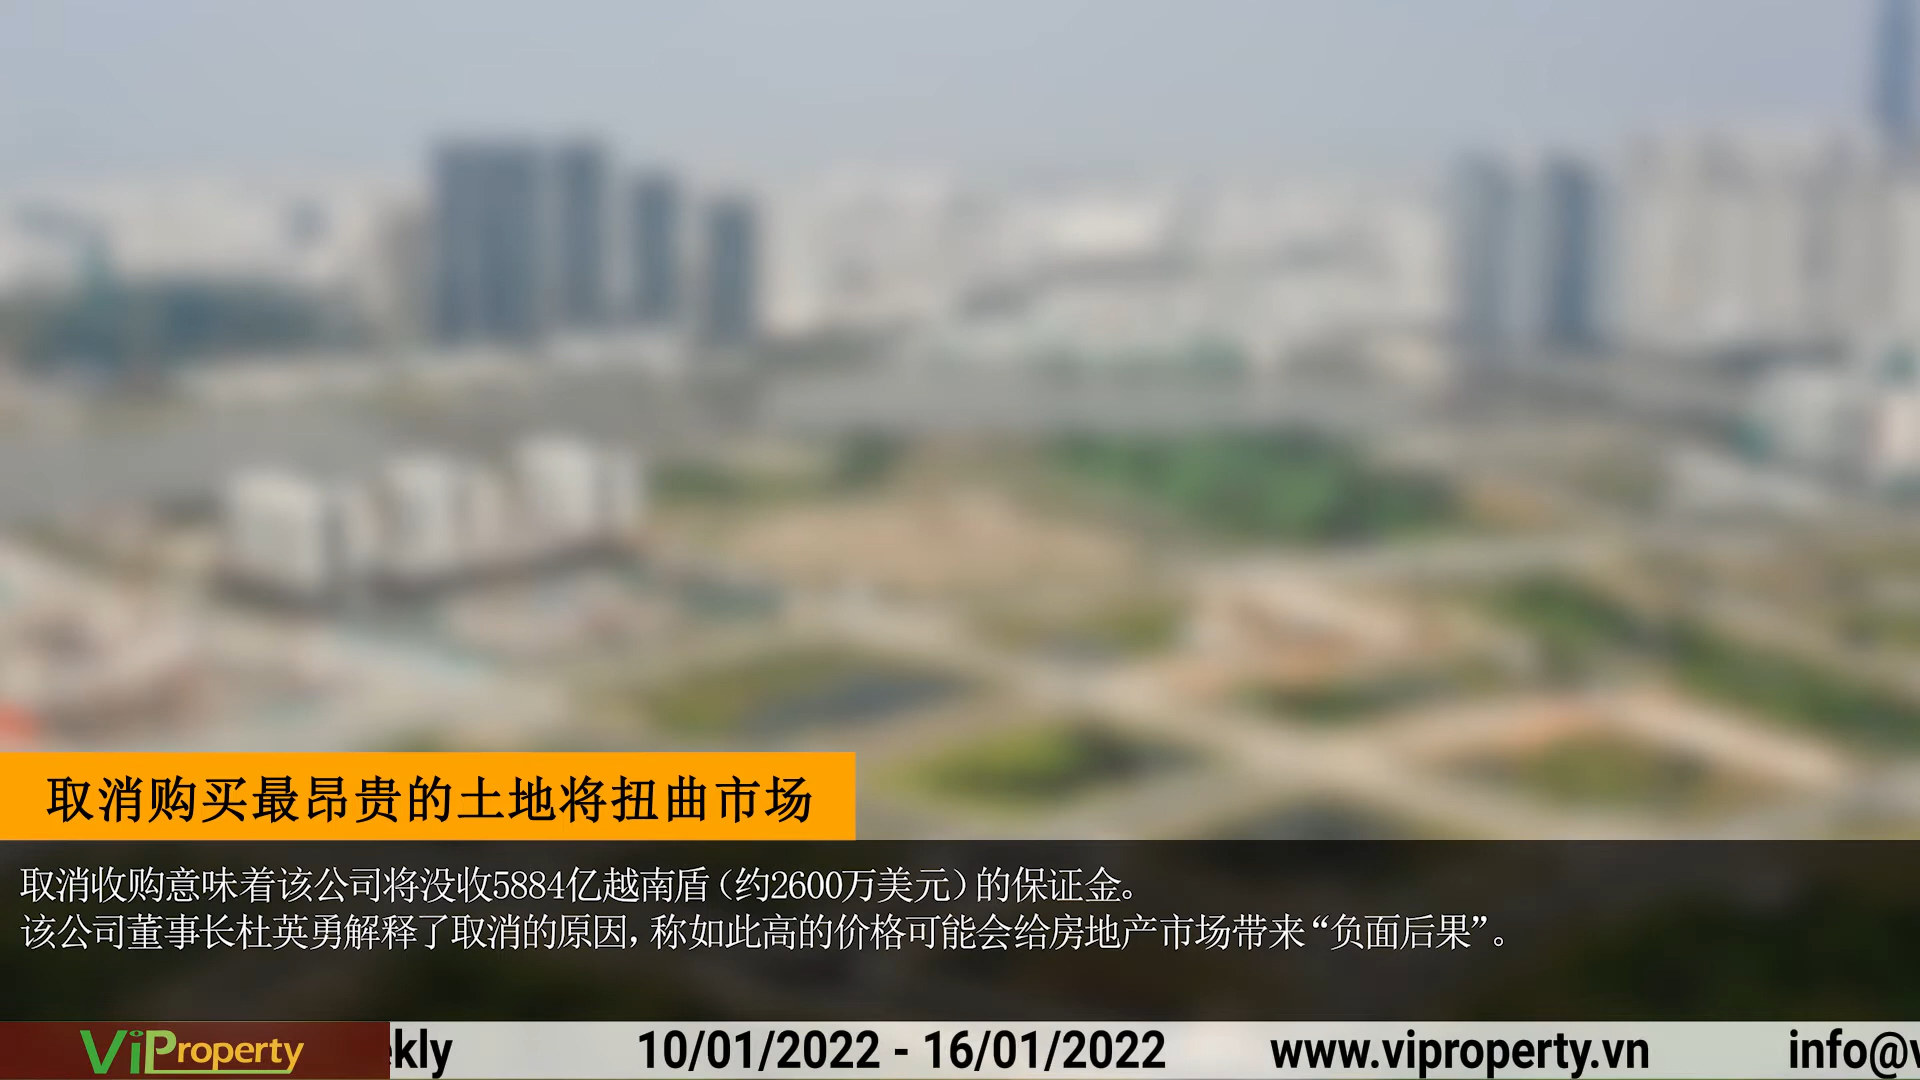 取消购买最昂贵的土地将扭曲市场
取消收购意味着该公司将没收5884亿越南盾（约2600万美元）的保证金。
该公司董事长杜英勇解释了取消的原因，称如此高的价格可能会给房地产市场带来“负面后果”。
ViProperty
kly 10/01/2022 - 16/01/2022 www.viproperty.vn info@v